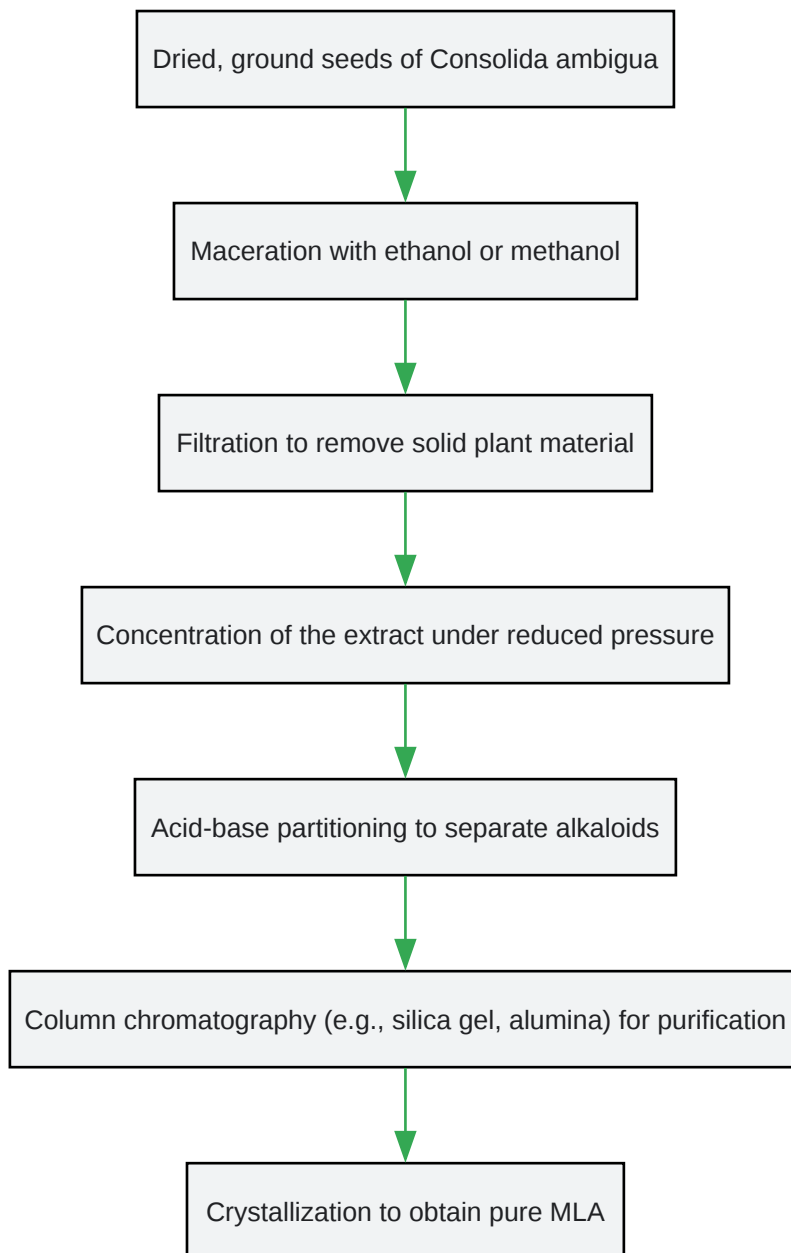 Dried, ground seeds of Consolida ambigua
Maceration with ethanol or methanol
Filtration to remove solid plant material
Concentration of the extract under reduced pressure
Acid-base partitioning to separate alkaloids
Column chromatography (e.g., silica gel, alumina) for purification
Crystallization to obtain pure MLA